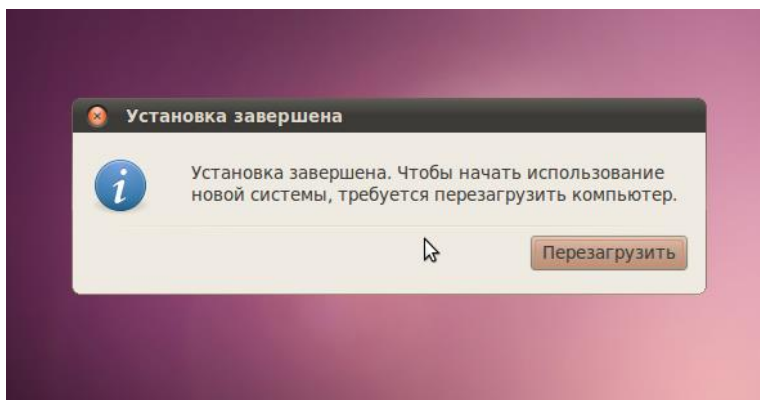 Установка завершена
Установка завершена. Чтобы начать использование
новой системы, требуется перезагрузить компьютер.
Перезагрузить